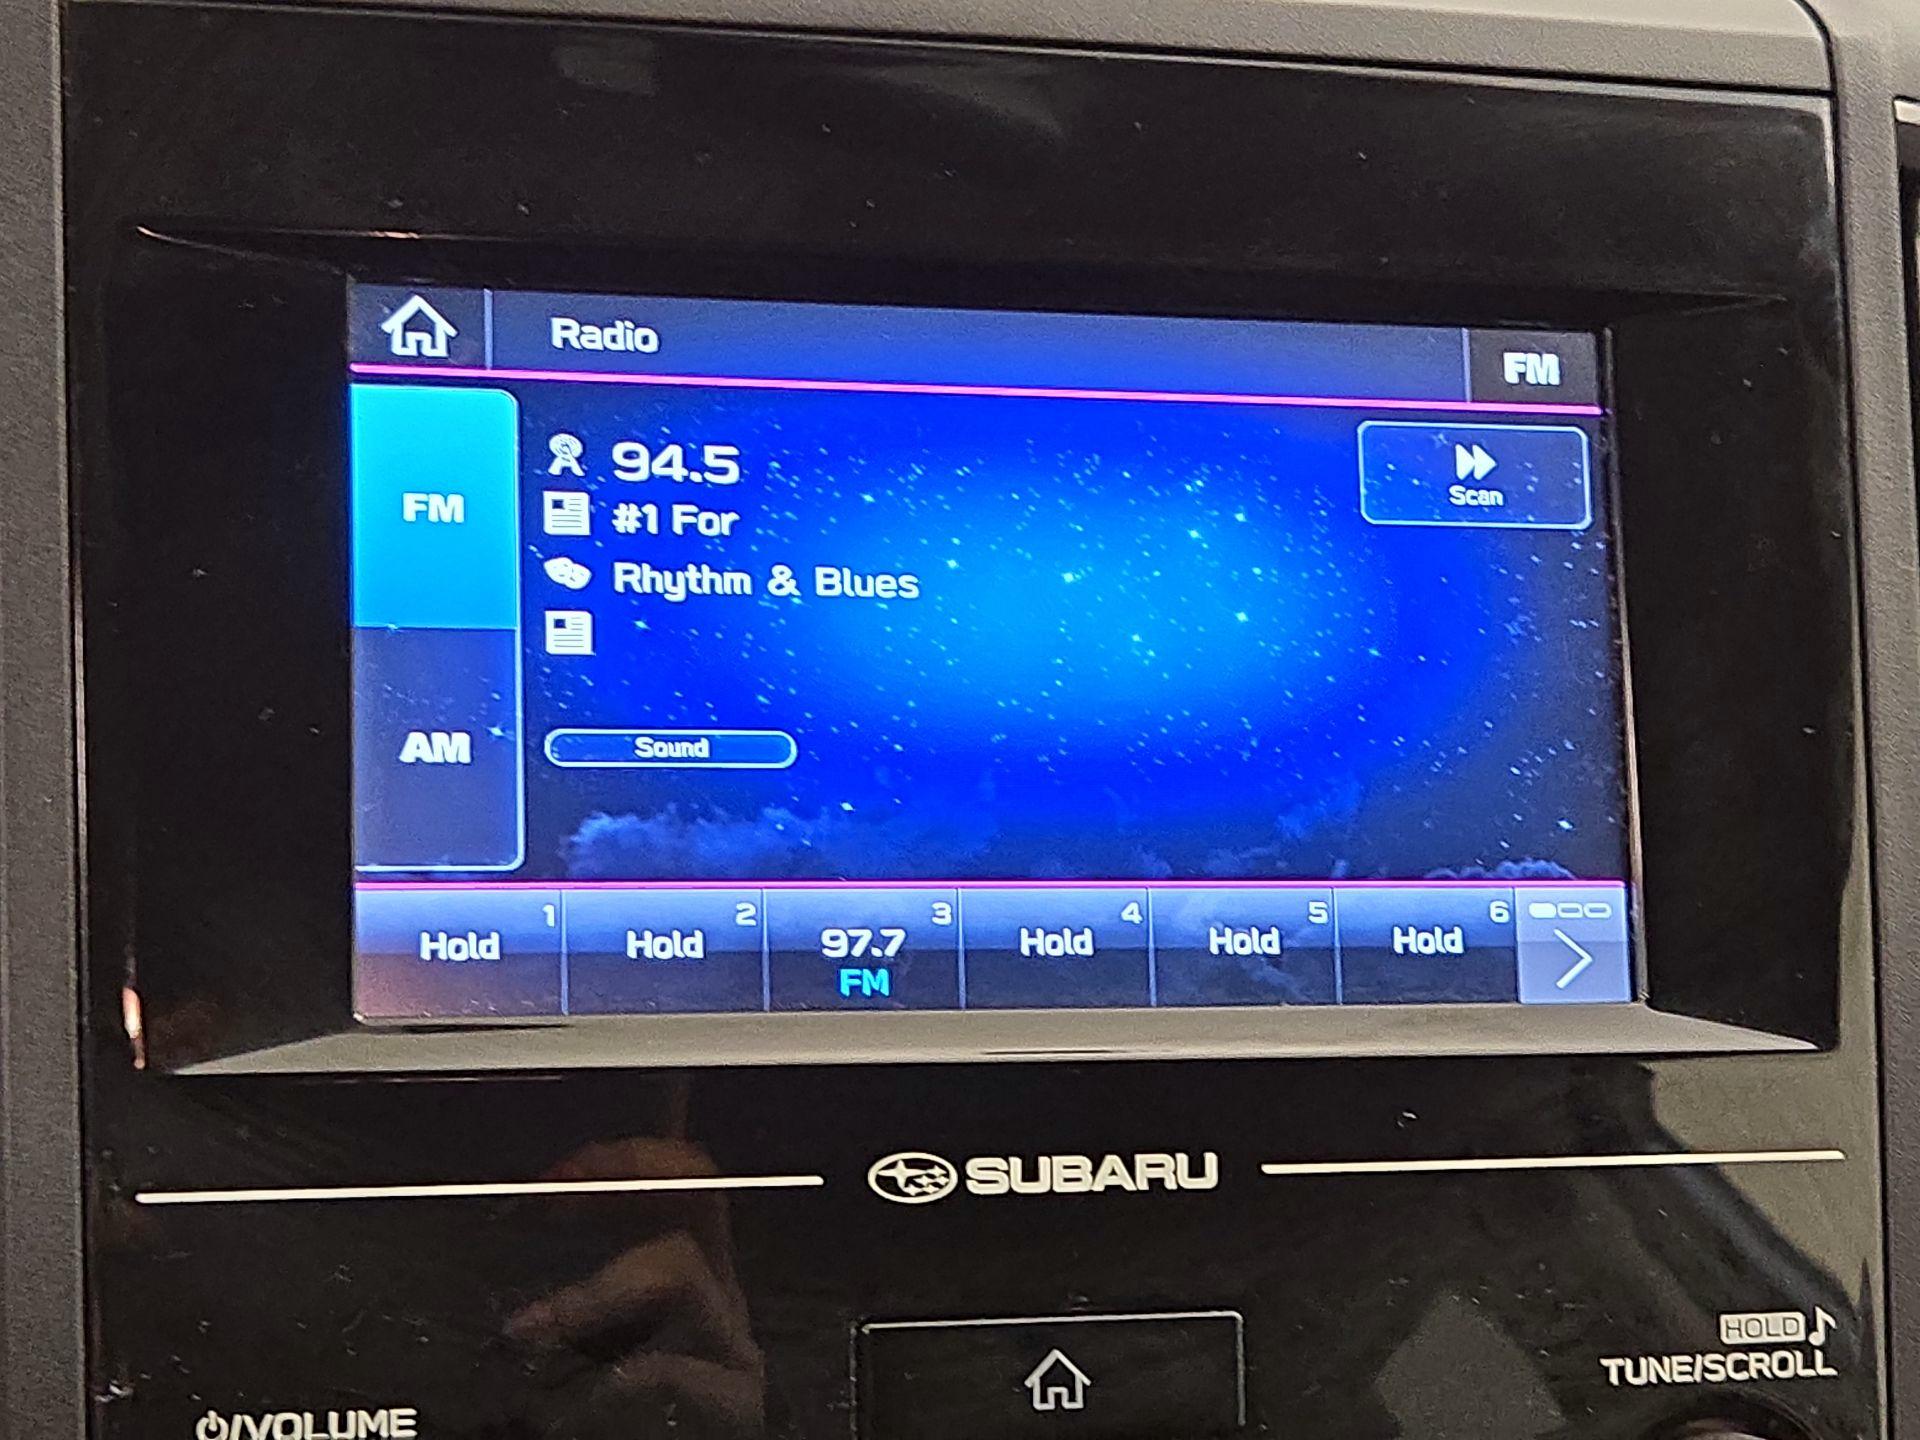 Radio
FM
FM
94.5
Scan
#1 For
Rhythm & Blues
AM
Sound
1 2 3 4 5 6
Hold Hold 97.7 Hold Hold Hold
FM
SUBARU
HOLD
TUNE/SCROLL
/VOLUME